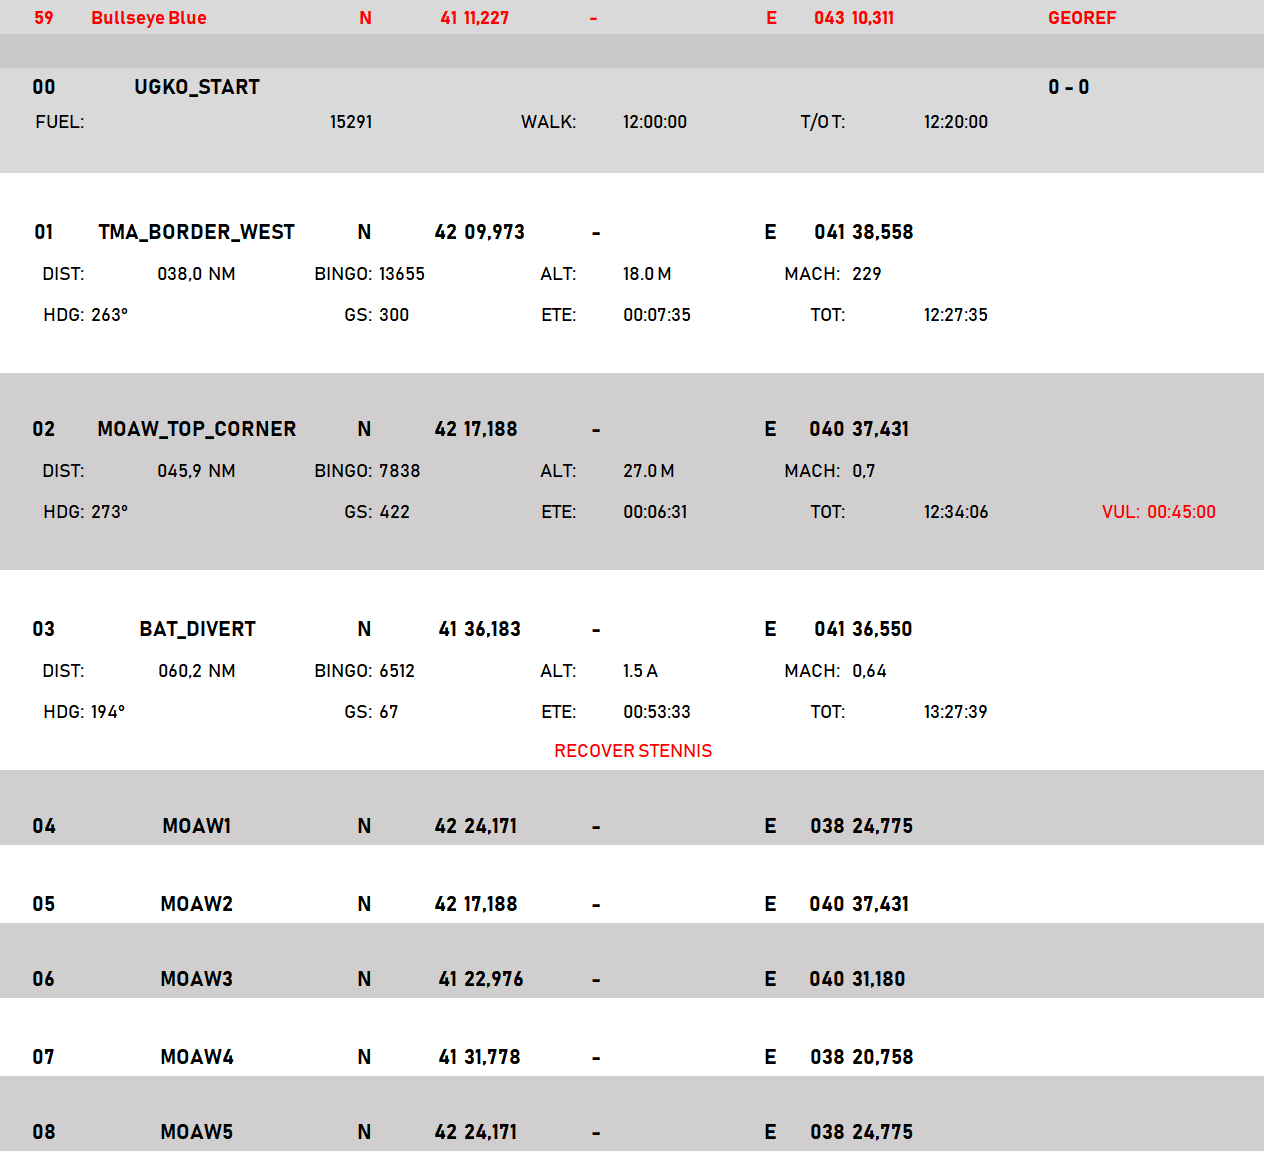 59 Bullseye Blue N 41 11,227 - E 043 10,311 GEOREF
00 UGKO_START 0 - 0
FUEL: 15291 WALK: 12:00:00 T/O T: 12:20:00
01 TMA_BORDER_WEST N 42 09,973 - E 041 38,558
DIST: 038,0 NM BINGO: 13655 ALT: 18.0 M MACH: 229
HDG: 263° GS: 300 ETE: 00:07:35 TOT: 12:27:35
02 MOAW_TOP_CORNER N 42 17,188 - E 040 37,431
DIST: 045,9 NM BINGO: 7838 ALT: 27.0 M MACH: 0,7
HDG: 273° GS: 422 ETE: 00:06:31 TOT: 12:34:06 VUL: 00:45:00
03 BAT_DIVERT N 41 36,183 - E 041 36,550
DIST: 060,2 NM BINGO: 6512 ALT: 1.5 A MACH: 0,64
HDG: 194° GS: 67 ETE: 00:53:33 TOT: 13:27:39
RECOVER STENNIS
04 MOAW1 N 42 24,171 - E 038 24,775
05 MOAW2 N 42 17,188 - E 040 37,431
06 MOAW3 N 41 22,976 - E 040 31,180
07 MOAW4 N 41 31,778 - E 038 20,758
08 MOAW5 N 42 24,171 - E 038 24,775